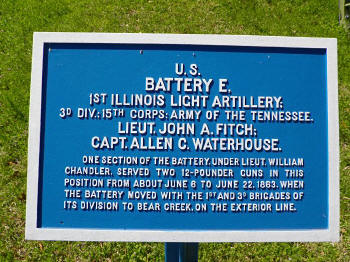 U.S.
BATTERY E,
1ST ILLINOIS LIGHT ARTILLERY;
3D DIV.: 15TH CORPS: ARMY OF THE TENNESSEE.
LIEUT. JOHN A. FITCH;
CAPT. ALLEN C. WATERHOUSE.
ONE SECTION OF THE BATTERY, UNDER LIEUT. WILLIAM
CHANDLER, SERVED TWO 12-POUNDER GUNS IN THIS
POSITION FROM ABOUT JUNE 6 TO JUNE 22, 1863, WHEN
THE BATTERY MOVED WITH THE 1ST AND 3D BRIGADES OF
ITS DIVISION TO BEAR CREEK, ON THE EXTERIOR LINE.